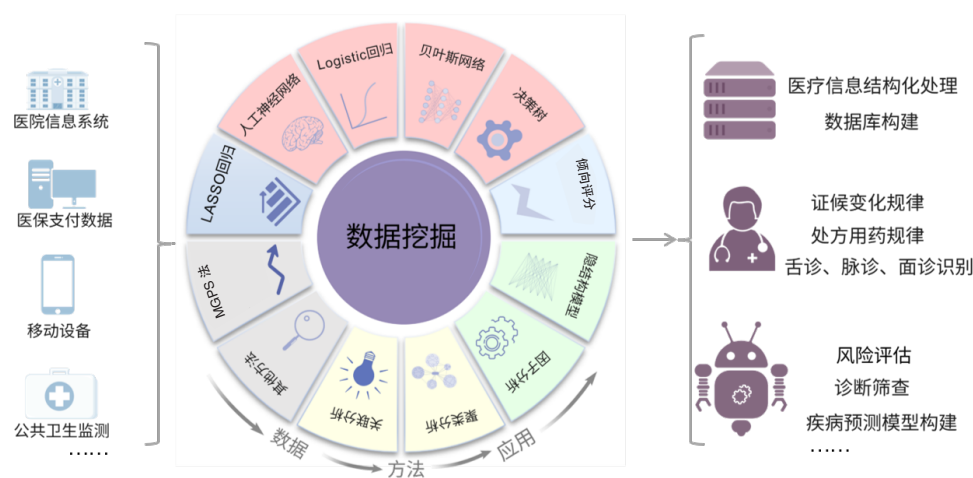 医院信息系统
医保支付数据
移动设备
公共卫生监测
……
数据挖掘
Logistic回归
贝叶斯网络
决策树
倾向评分
隐结构模型
因子分析
聚类分析
关联分析
其他方法
MGPS 法
LASSO回归
人工神经网络
数据
方法
应用
医疗信息结构化处理
数据库构建
证候变化规律
处方用药规律
舌诊、脉诊、面诊识别
风险评估
诊断筛查
疾病预测模型构建
……